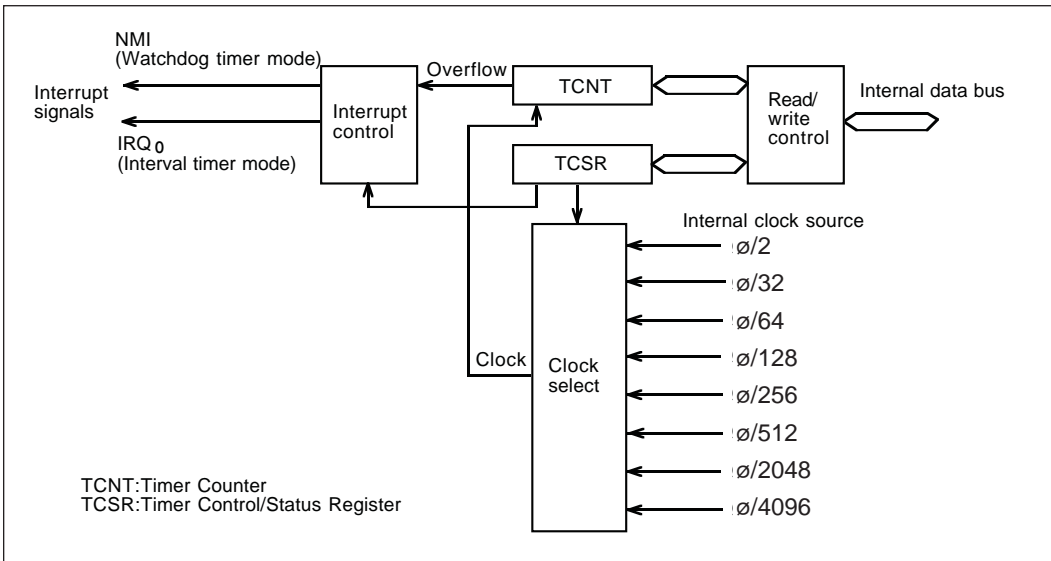 NMI
(Watchdog timer mode)
Interrupt
signals
IRQ0
(Interval timer mode)
Interrupt
control
Overflow
TCNT
TCSR
Read/
write
control
Internal data bus
Internal clock source
ø/2
ø/32
ø/64
ø/128
ø/256
ø/512
ø/2048
ø/4096
Clock
Clock
select
TCNT:Timer Counter
TCSR:Timer Control/Status Register